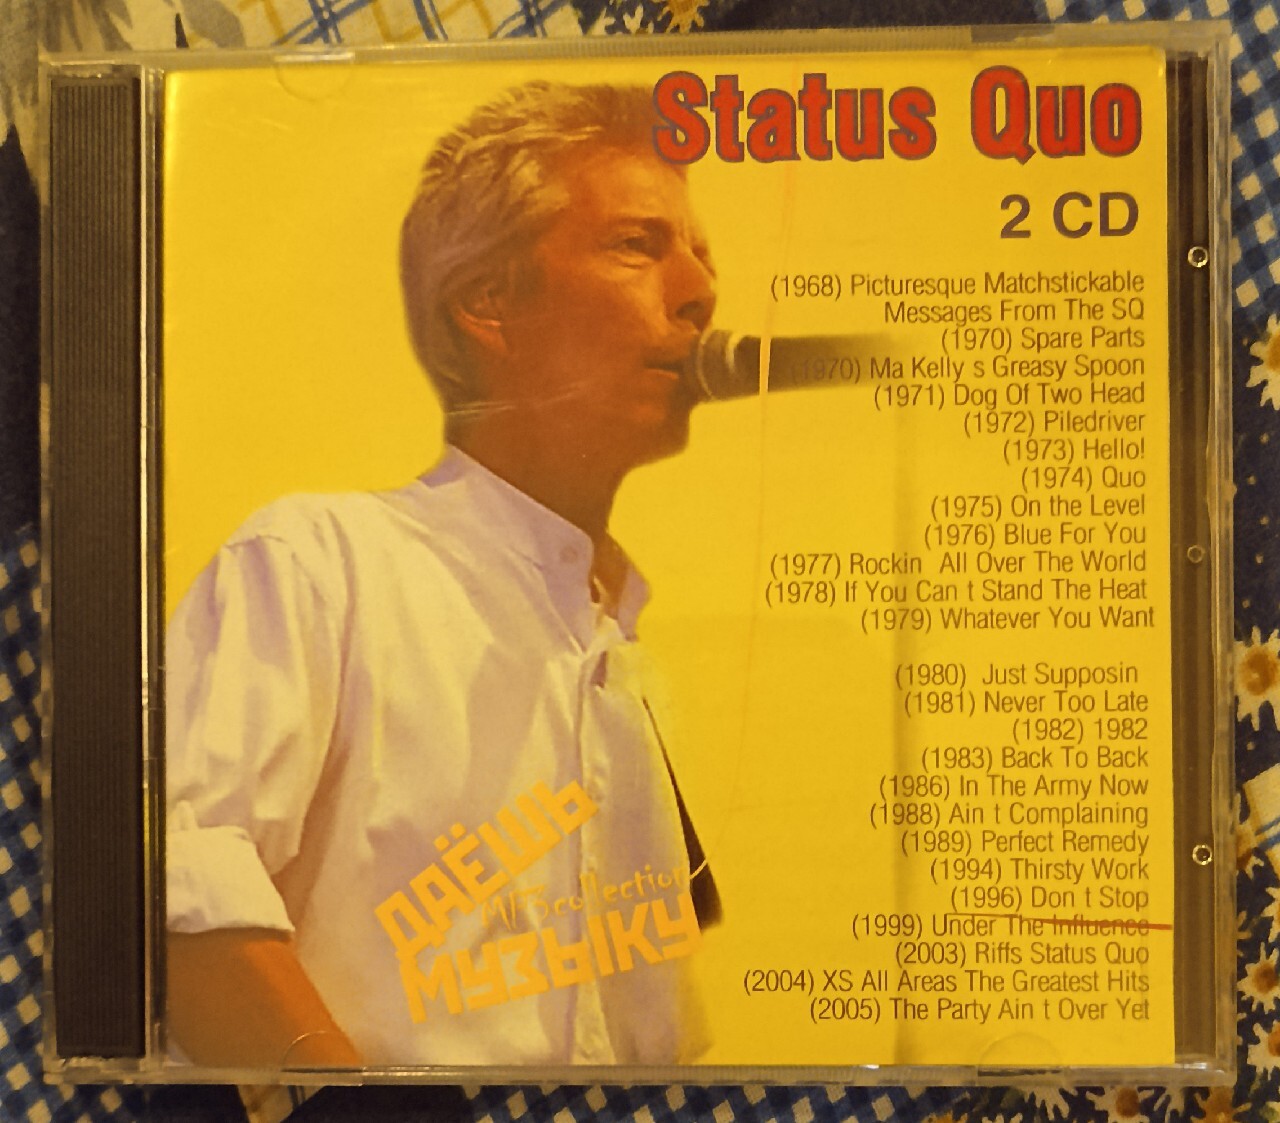 Status Quo
2 CD
(1968) Picturesque Matchstickable
Messages From The SQ
(1970) Spare Parts
(1970) Ma Kelly s Greasy Spoon
(1971) Dog Of Two Head
(1972) Piledriver
(1973) Hello!
(1974) Quo
(1975) On the Level
(1976) Blue For You
(1977) Rockin All Over The World
(1978) If You Can t Stand The Heat
(1979) Whatever You Want
(1980) Just Supposin
(1981) Never Too Late
(1982) 1982
(1983) Back To Back
(1986) In The Army Now
(1988) Ain t Complaining
(1989) Perfect Remedy
(1994) Thirsty Work
(1996) Don t Stop
(1999) Under The Influence
(2003) Riffs Status Quo
(2004) XS All Areas The Greatest Hits
(2005) The Party Ain t Over Yet
ДАЁШЬ
MP3 collection
МУЗЫКУ